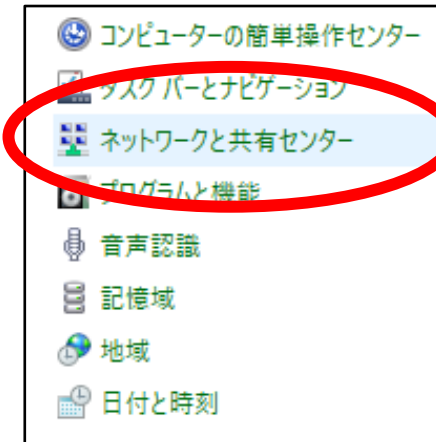 コンピューターの簡単操作センター
タスク バーとナビゲーション
ネットワークと共有センター
プログラムと機能
音声認識
記憶域
地域
日付と時刻